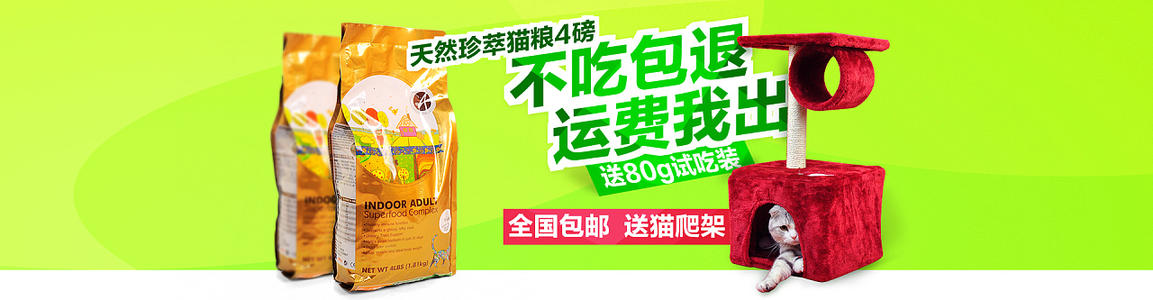 天然珍萃猫粮4磅
不吃包退
运费我出
送80g试吃装
全国包邮 送猫爬架
INDOOR ADULT
Superfood Complex
NET WT 4LBS (1.81kg)